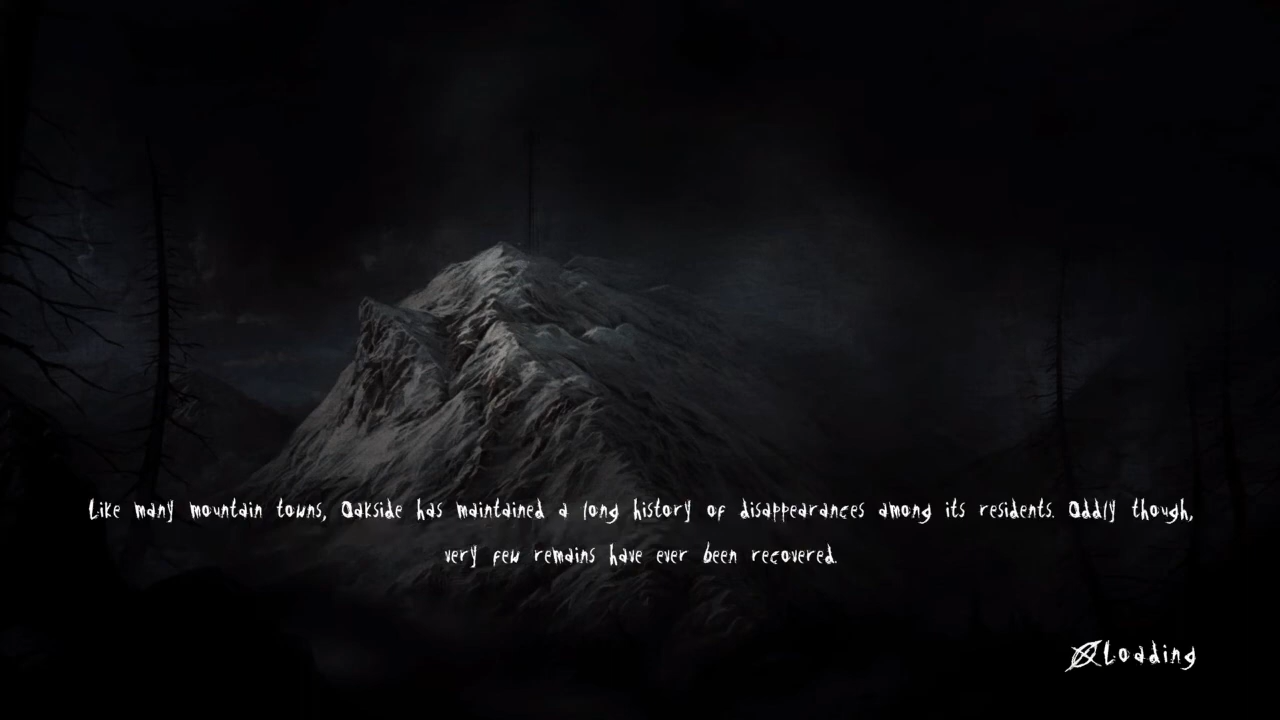 Like many mountain towns, Oakside has maintained a long history of disappearances among its residents. Oddly though,
very few remains have ever been recovered.
Loading